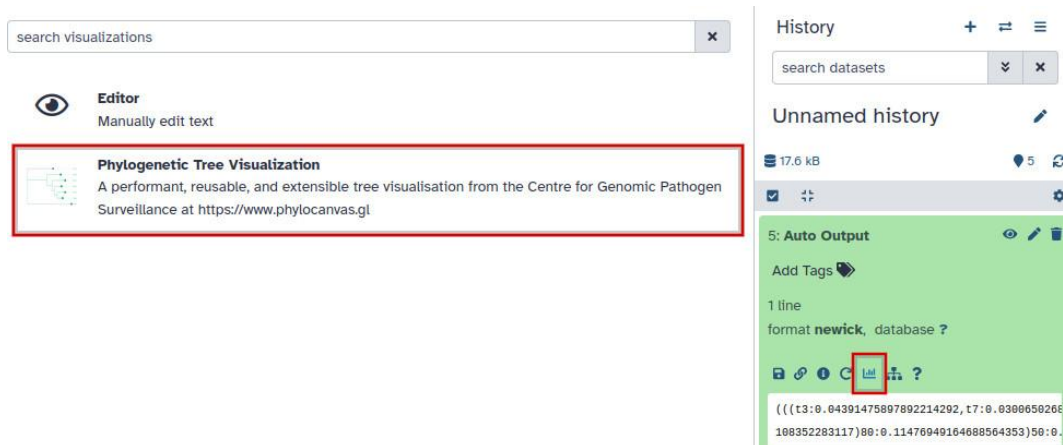 search visualizations
Editor
Manually edit text
Phylogenetic Tree Visualization
A performant, reusable, and extensible tree visualisation from the Centre for Genomic Pathogen
Surveillance at https://www.phylocanvas.gl
History
search datasets
Unnamed history
17.6 kB
5
5: Auto Output
Add Tags
1 line
format newick, database ?
(((t3:0.04391475897892214292,t7:0.0300650268
108352283117)80:0.11476949164688564353)50:0.